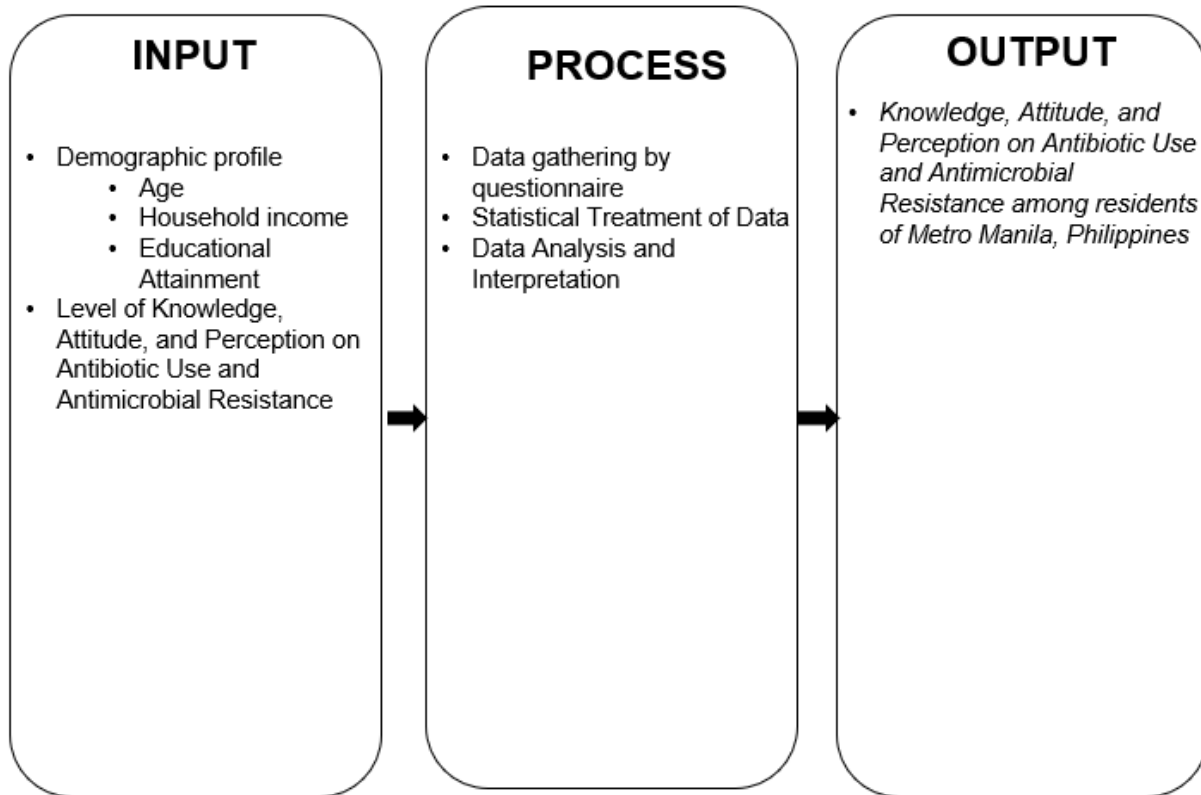 INPUT
• Demographic profile
• Age
• Household income
• Educational
Attainment
• Level of Knowledge,
Attitude, and Perception on
Antibiotic Use and
Antimicrobial Resistance
PROCESS
• Data gathering by
questionnaire
• Statistical Treatment of Data
• Data Analysis and
Interpretation
OUTPUT
• Knowledge, Attitude, and
Perception on Antibiotic Use
and Antimicrobial
Resistance among residents
of Metro Manila, Philippines